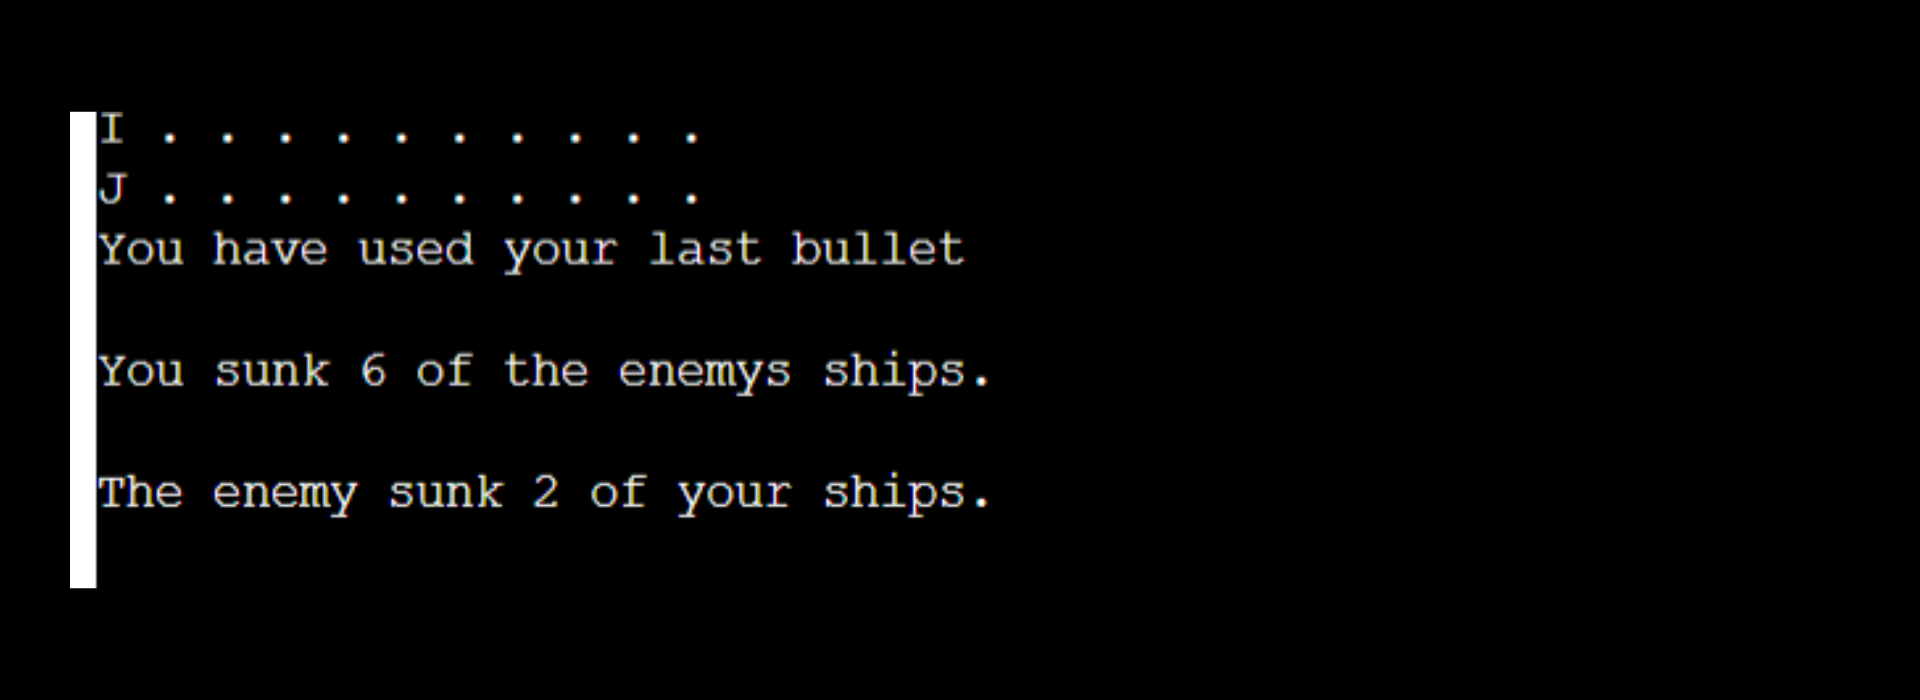 I . . . . . . . . . .
J . . . . . . . . . .
You have used your last bullet
You sunk 6 of the enemys ships.
The enemy sunk 2 of your ships.